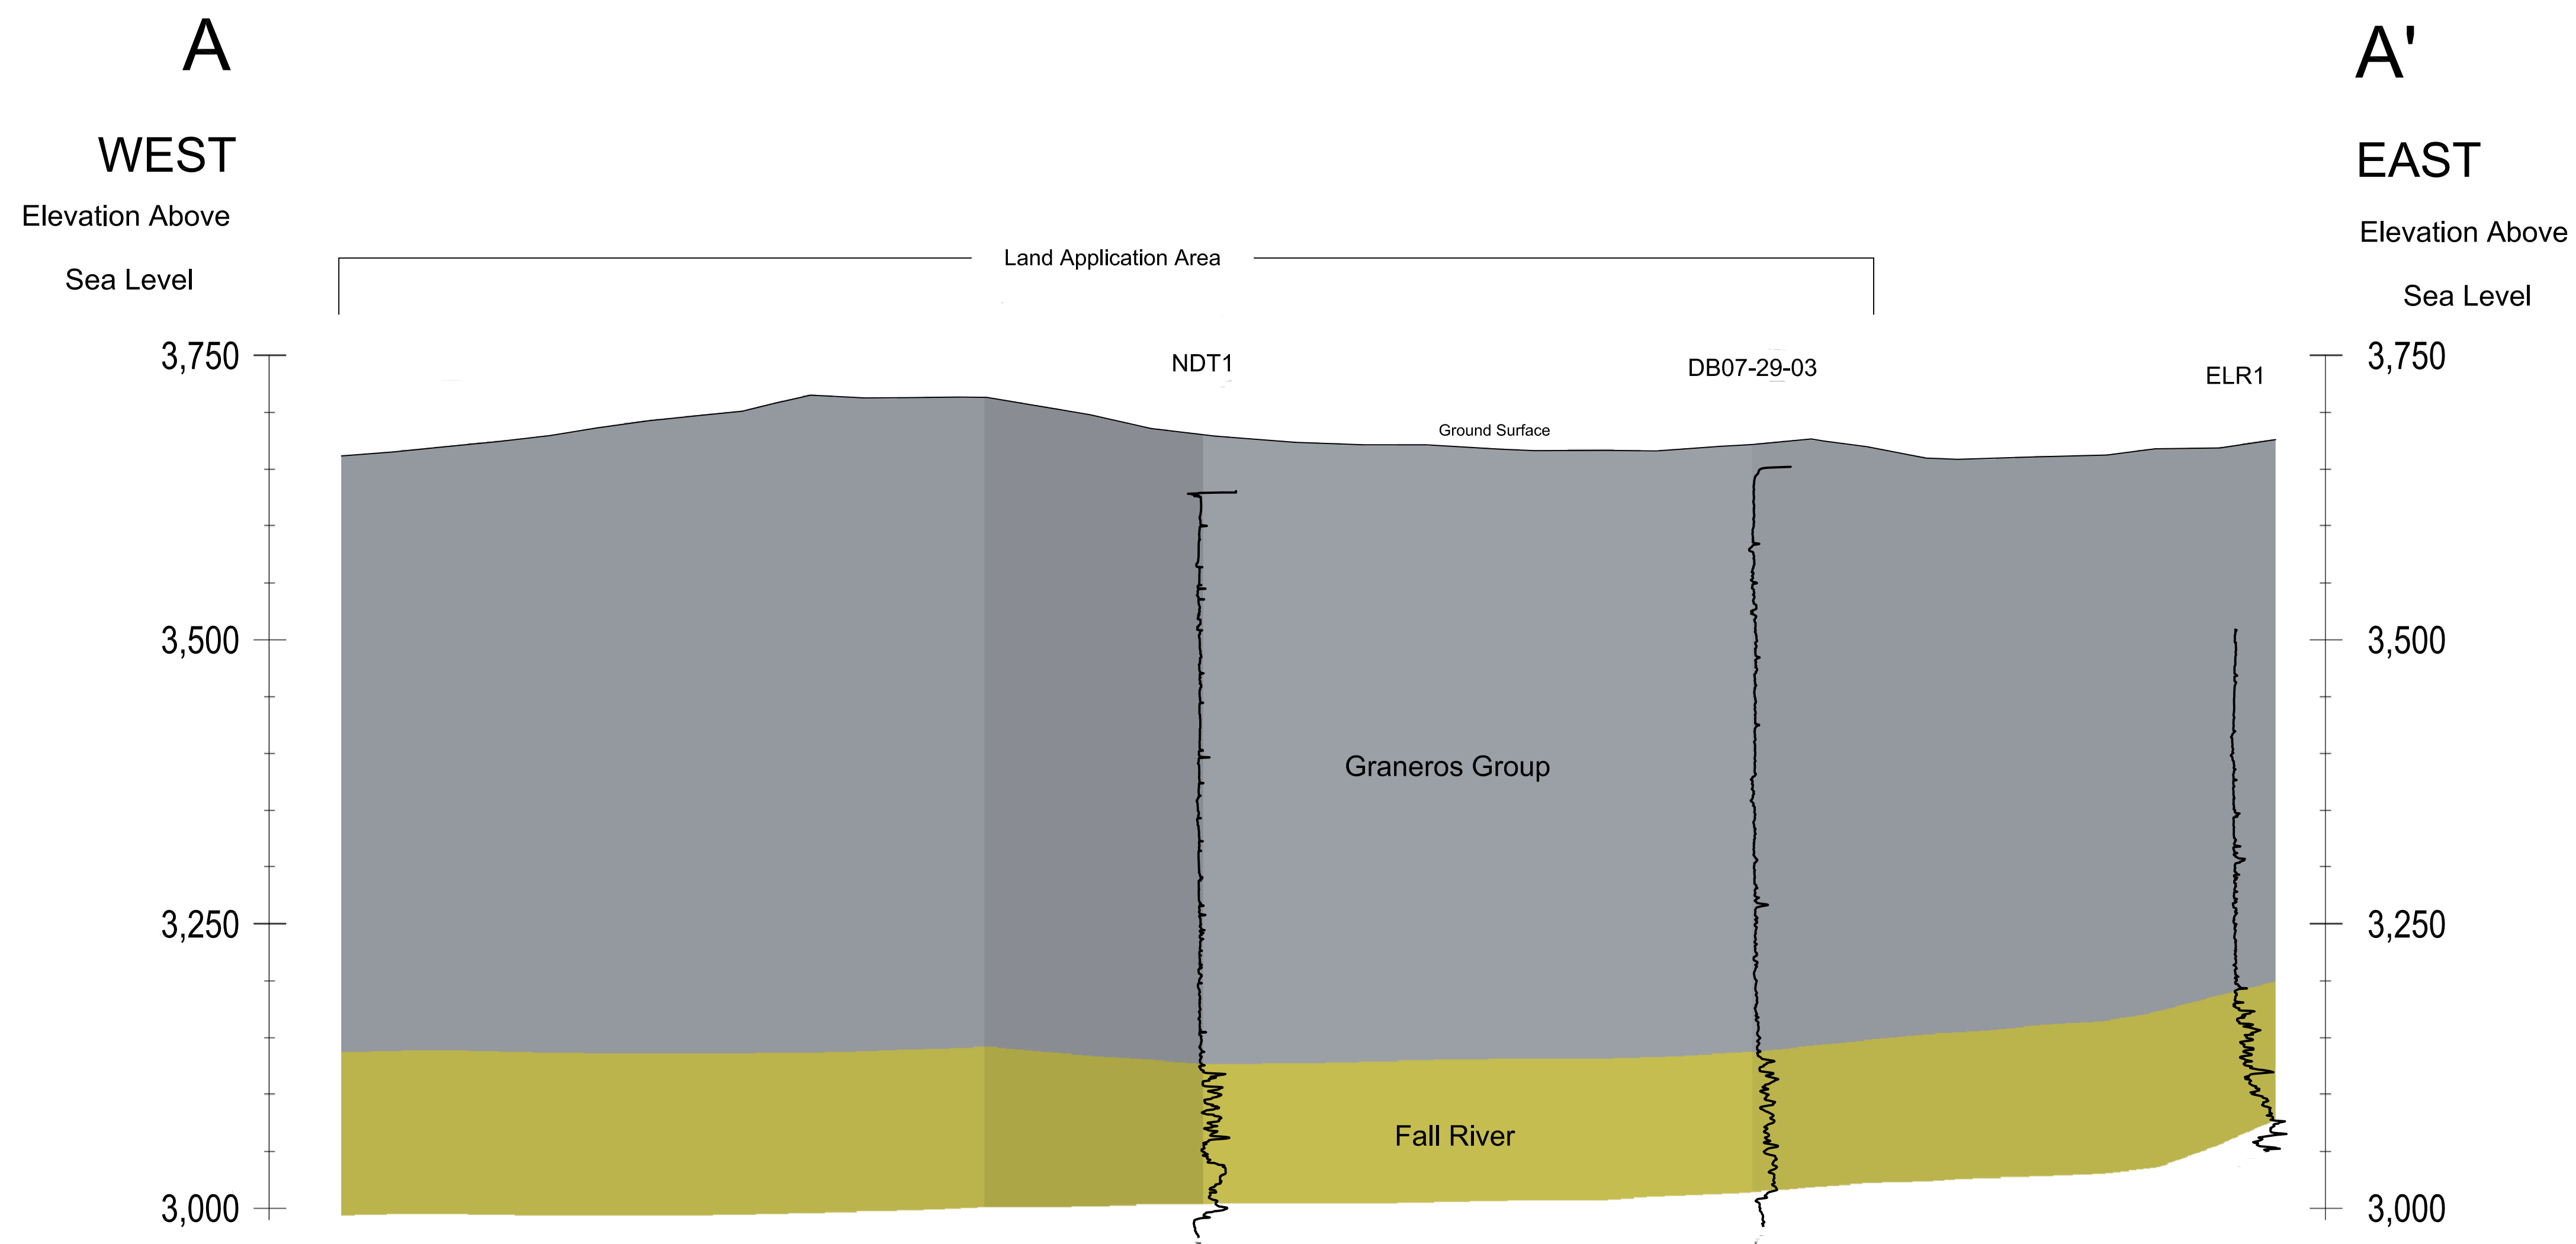 A
A'
WEST
EAST
Elevation Above
Sea Level
Elevation Above
Sea Level
Land Application Area
3,750
NDT1
DB07-29-03
ELR1
3,750
Ground Surface
3,500
3,500
Graneros Group
3,250
3,250
Fall River
3,000
3,000